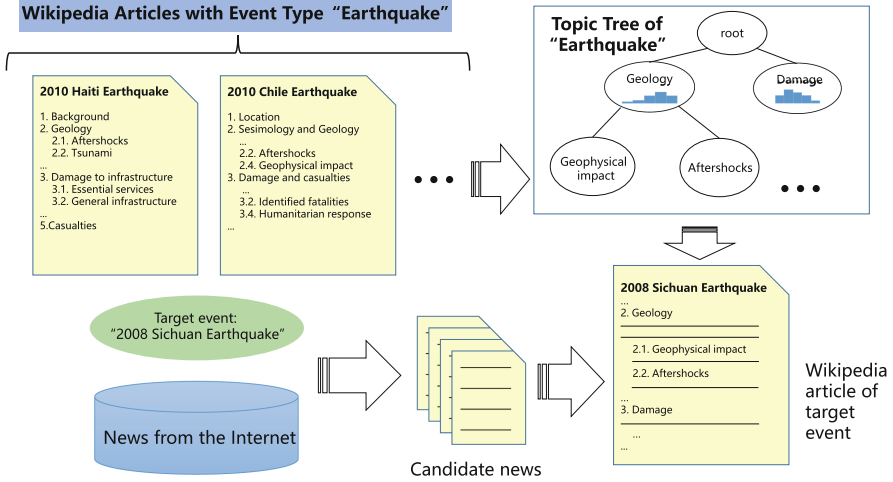 Wikipedia Articles with Event Type “Earthquake”
2010 Haiti Earthquake
1. Background
2. Geology
2.1. Aftershocks
2.2. Tsunami
...
3. Damage to infrastructure
3.1. Essential services
3.2. General infrastructure
...
5.Casualties
2010 Chile Earthquake
1. Location
2. Sesimology and Geology
...
2.2. Aftershocks
2.4. Geophysical impact
3. Damage and casualties
...
3.2. Identified fatalities
3.4. Humanitarian response
...
Topic Tree of
“Earthquake”
root
Geology
Damage
Geophysical
impact
Aftershocks
Target event:
“2008 Sichuan Earthquake”
News from the Internet
Candidate news
2008 Sichuan Earthquake
...
2. Geology
2.1. Geophysical impact
2.2. Aftershocks
...
3. Damage
...
...
Wikipedia
article of
target
event